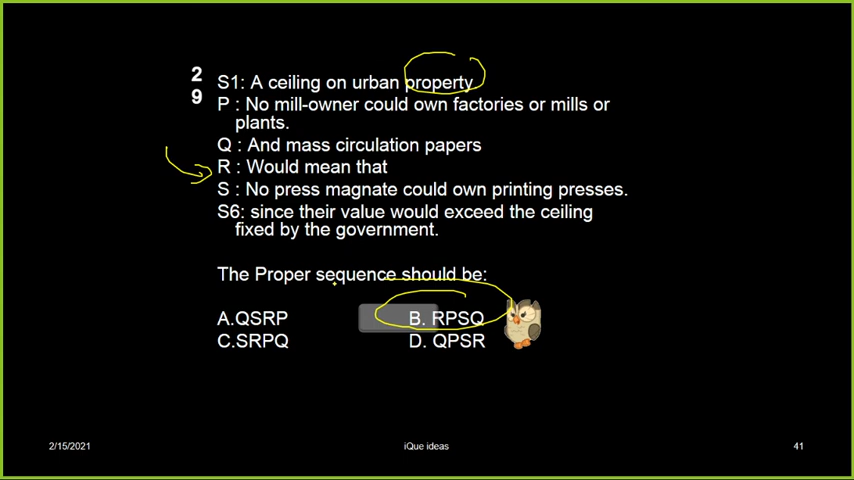 2
9
S1: A ceiling on urban property
P : No mill-owner could own factories or mills or
plants.
Q : And mass circulation papers
R : Would mean that
S : No press magnate could own printing presses.
S6: since their value would exceed the ceiling
fixed by the government.
The Proper sequence should be:
A.QSRP B. RPSQ
C.SRPQ D. QPSR
2/15/2021 iQue ideas 41